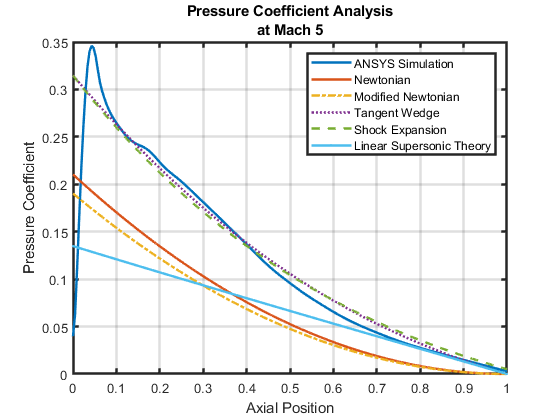 Pressure Coefficient Analysis
at Mach 5
Pressure Coefficient
0.35
0.3
0.25
0.2
0.15
0.1
0.05
0
ANSYS Simulation
Newtonian
Modified Newtonian
Tangent Wedge
Shock Expansion
Linear Supersonic Theory
0 0.1 0.2 0.3 0.4 0.5 0.6 0.7 0.8 0.9 1
Axial Position